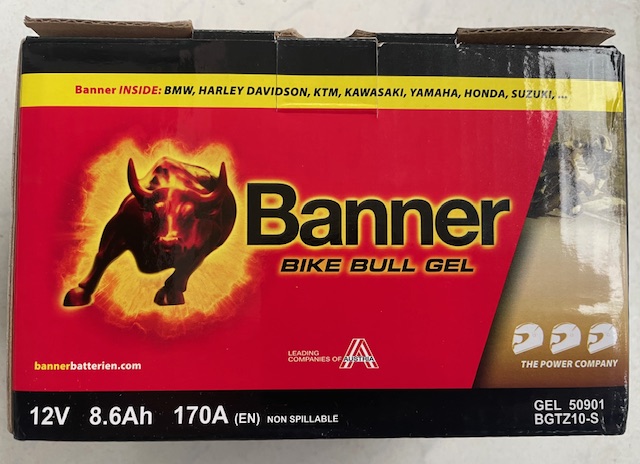 Banner INSIDE: BMW, HARLEY DAVIDSON, KTM, KAWASAKI, YAMAHA, HONDA, SUZUKI, ...
Banner
BIKE BULL GEL
LEADING
COMPANIES OF AUSTRIA
THE POWER COMPANY
bannerbatterien.com
12V 8.6Ah 170A (EN) NON SPILLABLE
GEL 50901
BGTZ10-S